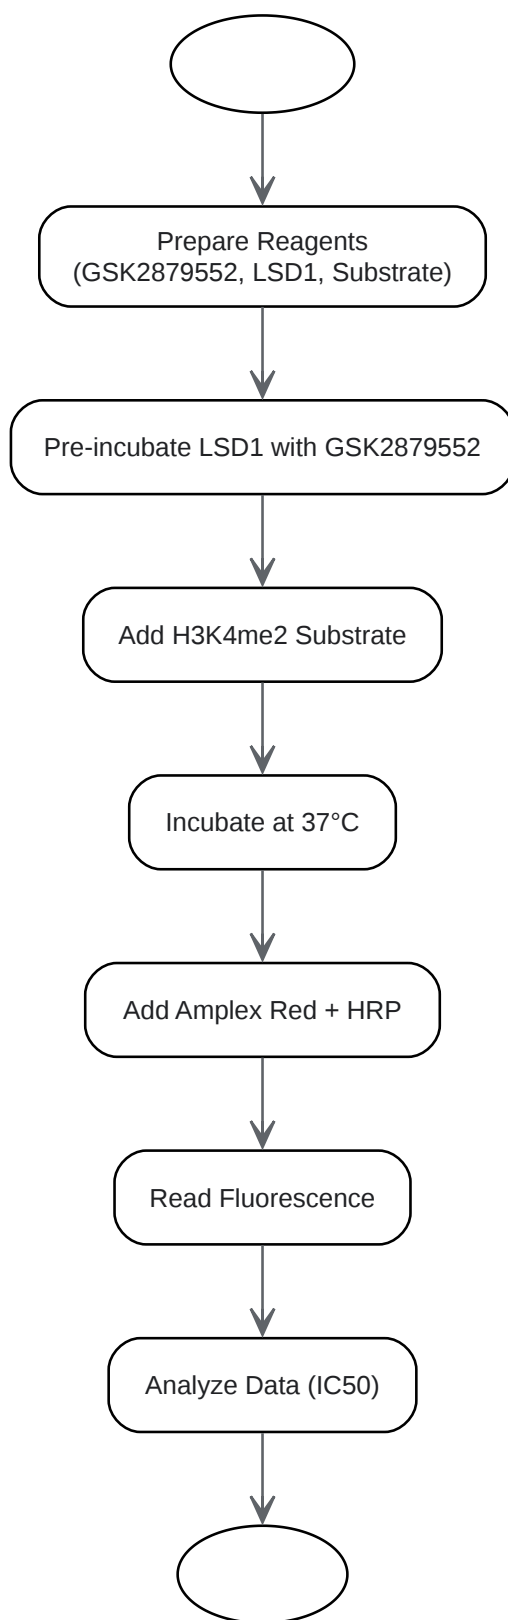 Prepare Reagents
(GSK2879552, LSD1, Substrate)
Pre-incubate LSD1 with GSK2879552
Add H3K4me2 Substrate
Incubate at 37°C
Add Amplex Red + HRP
Read Fluorescence
Analyze Data (IC50)